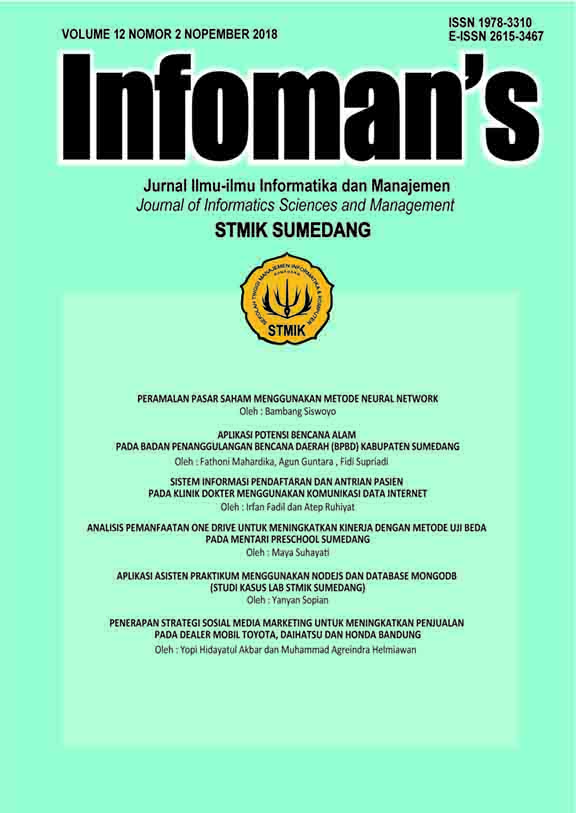 VOLUME 12 NOMOR 2 NOPEMBER 2018
ISSN 1978-3310
E-ISSN 2615-3467
Infoman's
Jurnal Ilmu-ilmu Informatika dan Manajemen
Journal of Informatics Sciences and Management
STMIK SUMEDANG
SEKOLAH TINGGI MANAJEMEN INFORMATIKA & KOMPUTER
SUMEDANG
STMIK
PERAMALAN PASAR SAHAM MENGGUNAKAN METODE NEURAL NETWORK
Oleh : Bambang Siswoyo
APLIKASI POTENSI BENCANA ALAM
PADA BADAN PENANGGULANGAN BENCANA DAERAH (BPBD) KABUPATEN SUMEDANG
Oleh : Fathoni Mahardika, Agun Guntara , Fidi Supriadi
SISTEM INFORMASI PENDAFTARAN DAN ANTRIAN PASIEN
PADA KLINIK DOKTER MENGGUNAKAN KOMUNIKASI DATA INTERNET
Oleh : Irfan Fadil dan Atep Ruhiyat
ANALISIS PEMANFAATAN ONE DRIVE UNTUK MENINGKATKAN KINERJA DENGAN METODE UJI BEDA
PADA MENTARI PRESCHOOL SUMEDANG
Oleh : Maya Suhayati
APLIKASI ASISTEN PRAKTIKUM MENGGUNAKAN NODEJS DAN DATABASE MONGODB
(STUDI KASUS LAB STMIK SUMEDANG)
Oleh : Yanyan Sopian
PENERAPAN STRATEGI SOSIAL MEDIA MARKETING UNTUK MENINGKATKAN PENJUALAN
PADA DEALER MOBIL TOYOTA, DAIHATSU DAN HONDA BANDUNG
Oleh : Yopi Hidayatul Akbar dan Muhammad Agreindra Helmiawan